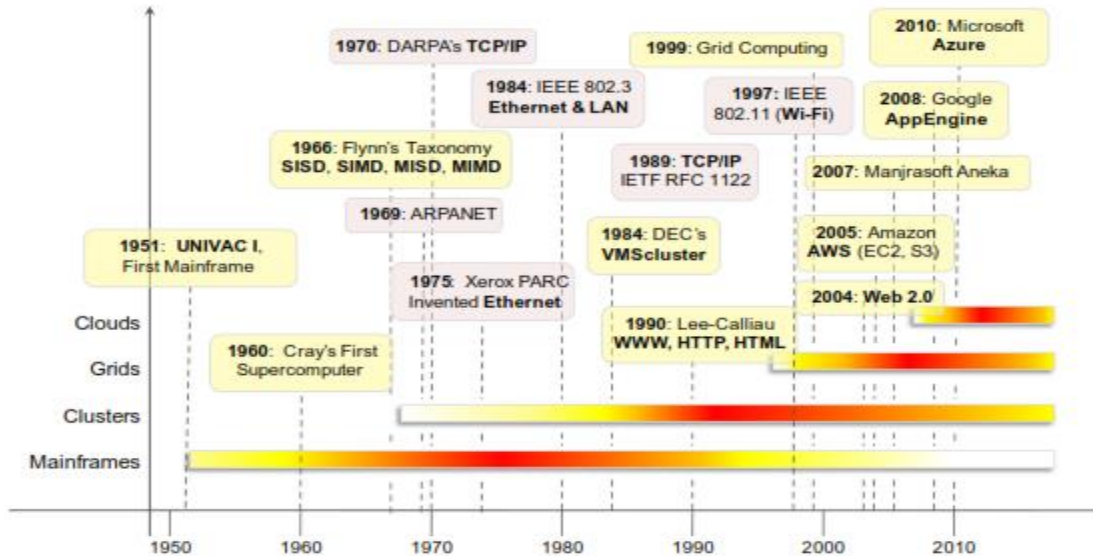 2010: Microsoft
Azure
1970: DARPA's TCP/IP
1999: Grid Computing
1984: IEEE 802.3
Ethernet & LAN
1997: IEEE
802.11 (Wi-Fi)
2008: Google
AppEngine
1966: Flynn's Taxonomy
SISD, SIMD, MISD, MIMD
1989: TCP/IP
IETF RFC 1122
2007: Manjrasoft Aneka
1969: ARPANET
1951: UNIVAC I,
First Mainframe
1984: DEC's
VMScluster
2005: Amazon
AWS (EC2, S3)
1975: Xerox PARC
Invented Ethernet
2004: Web 2.0
Clouds
1990: Lee-Calliau
WWW, HTTP, HTML
1960: Cray's First
Supercomputer
Grids
Clusters
Mainframes
1950 1960 1970 1980 1990 2000 2010